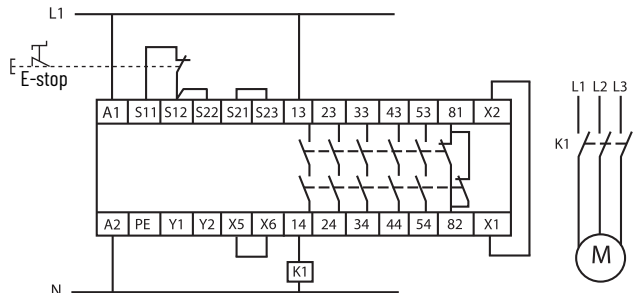 L1
E-stop
A1 S11 S12 S22 S21 S23 13 23 33 43 53 81 X2
L1 L2 L3
K1
A2 PE Y1 Y2 X5 X6 14 24 34 44 54 82 X1
M
K1
N